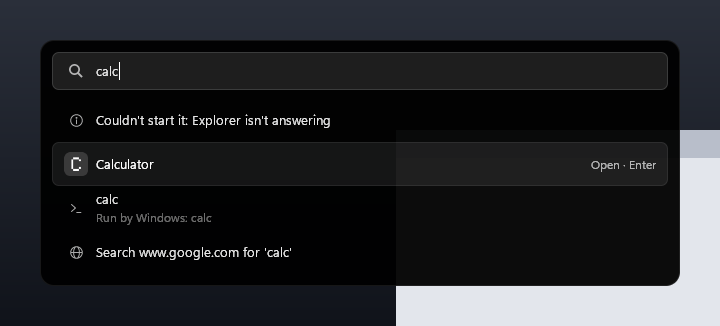 calc
Couldn't start it: Explorer isn't answering
C
Calculator
Open · Enter
calc
Run by Windows: calc
Search www.google.com for 'calc'